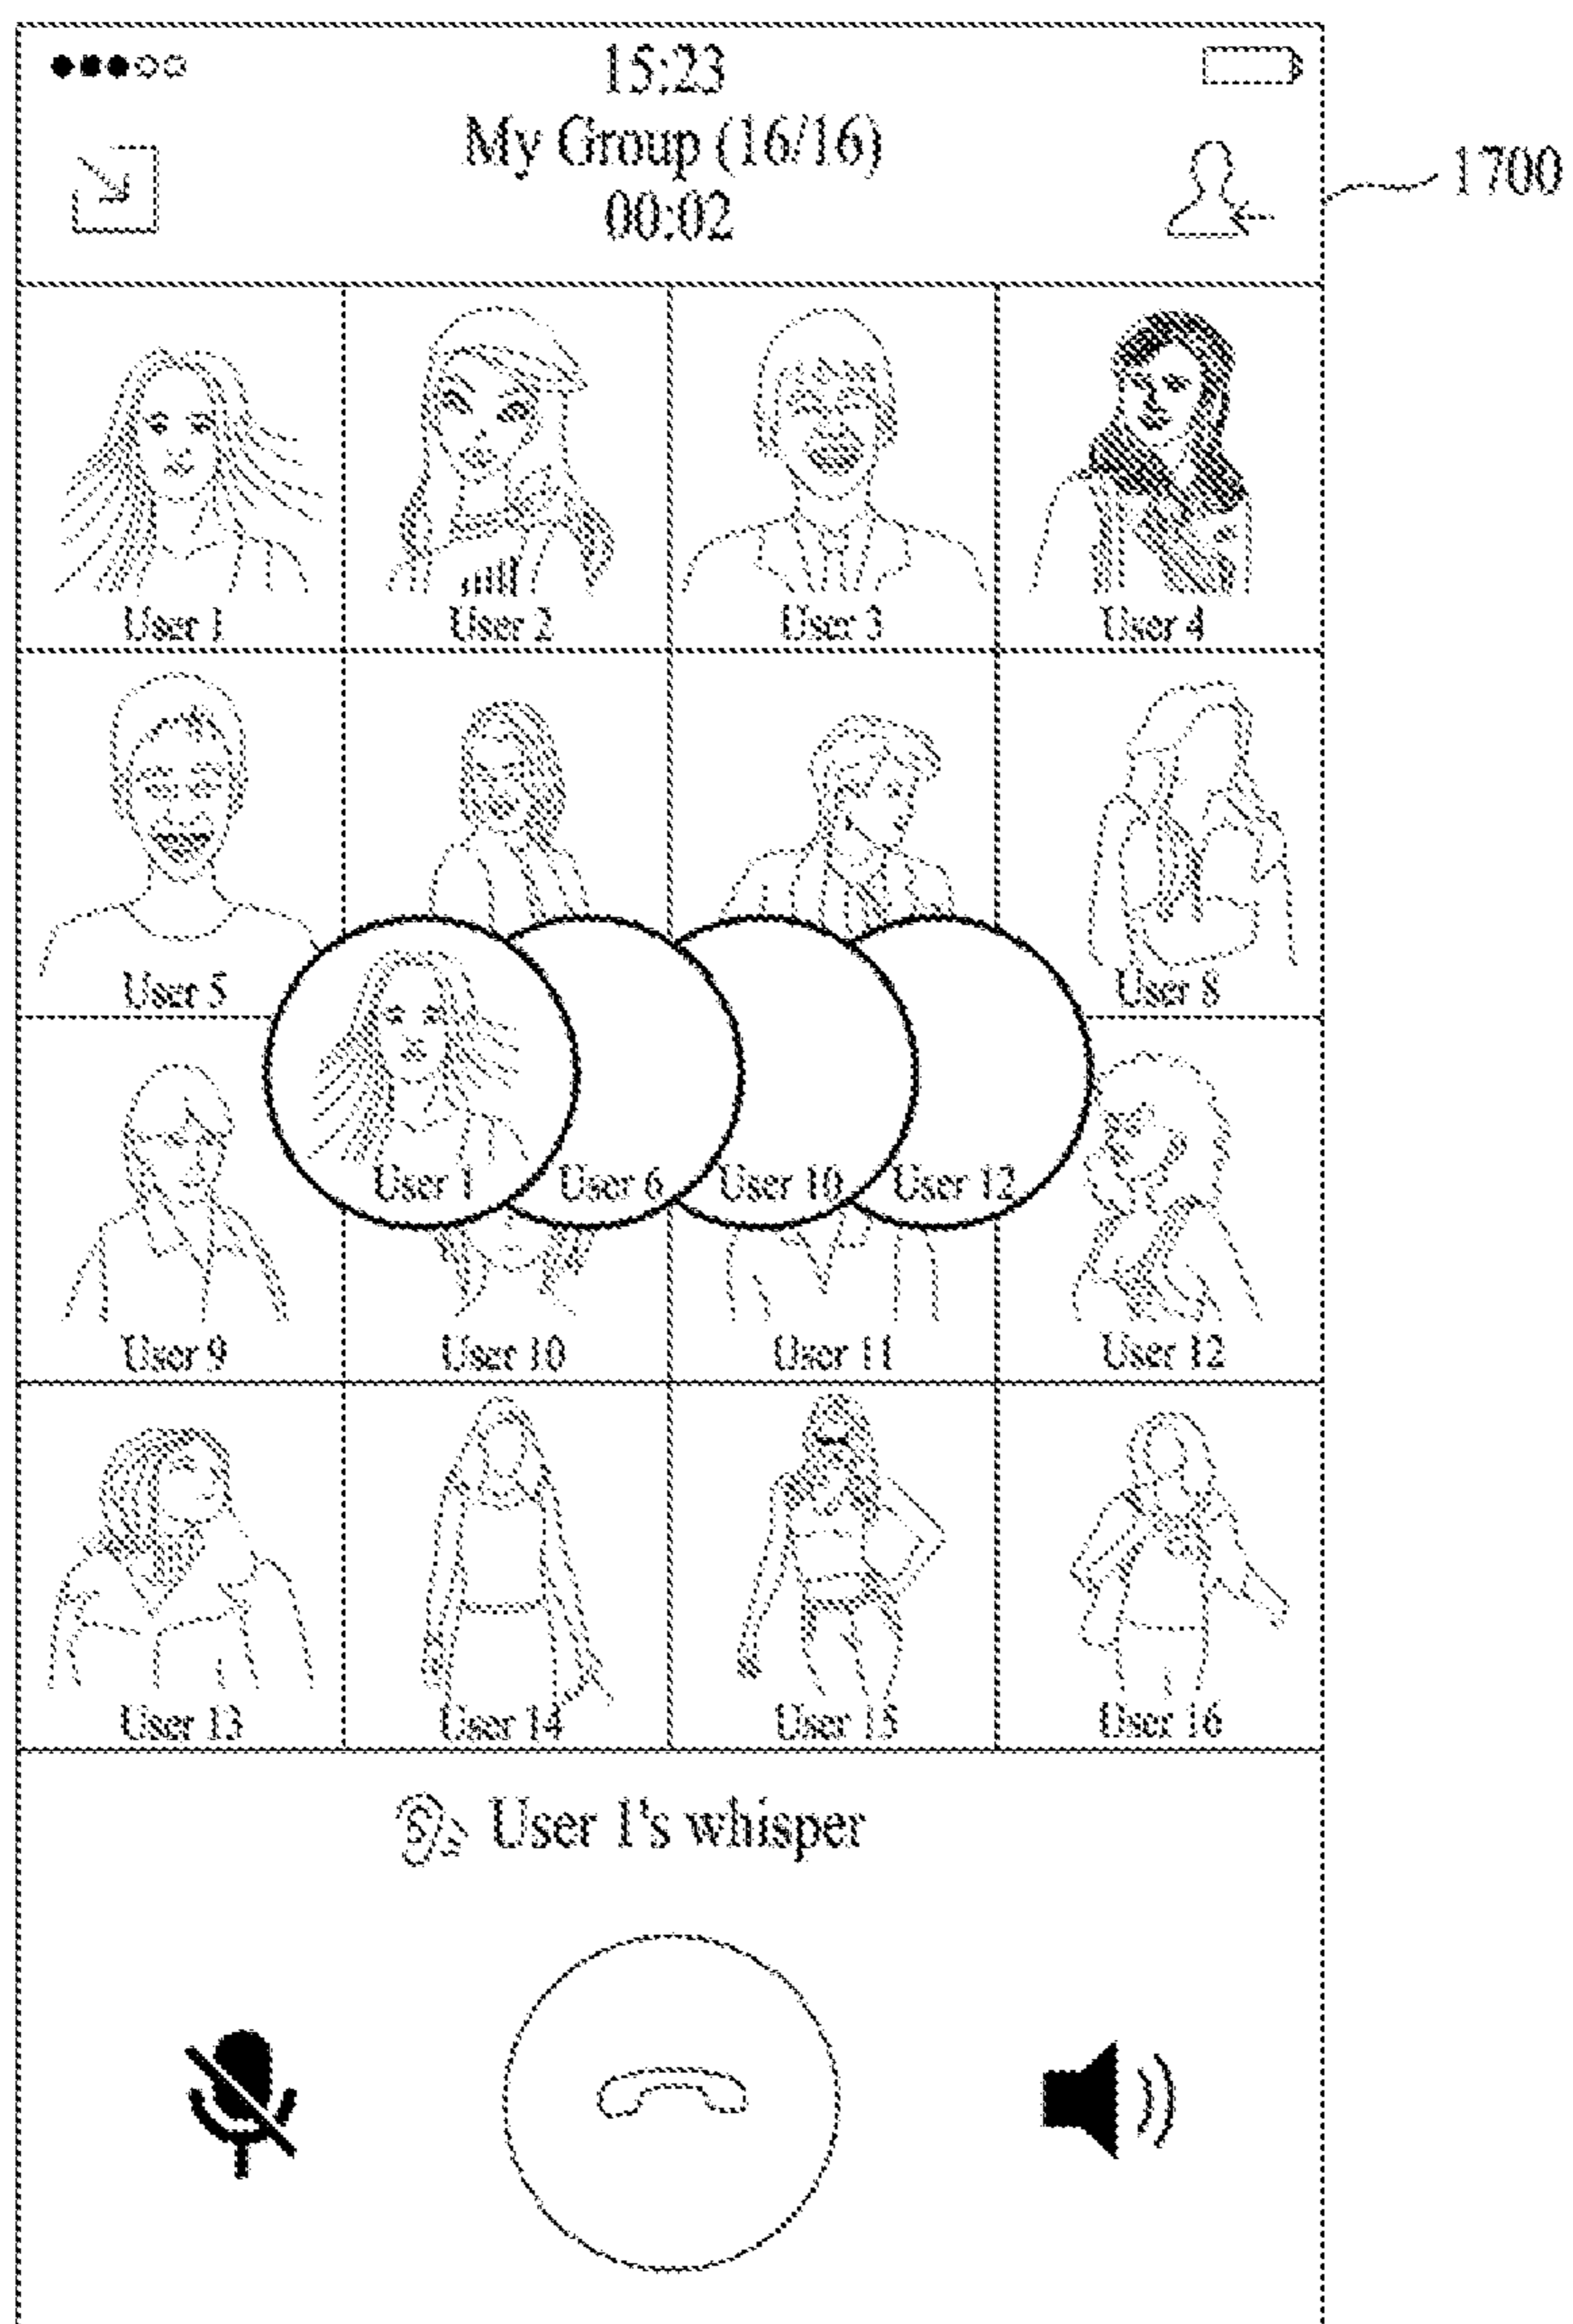 15:23
My Group (16/16)
00:02
1700
User 1
User 2
User 3
User 4
User 5
User 8
User 1
User 6
User 10
User 12
User 9
User 10
User 11
User 12
User 13
User 14
User 15
User 16
User 1's whisper